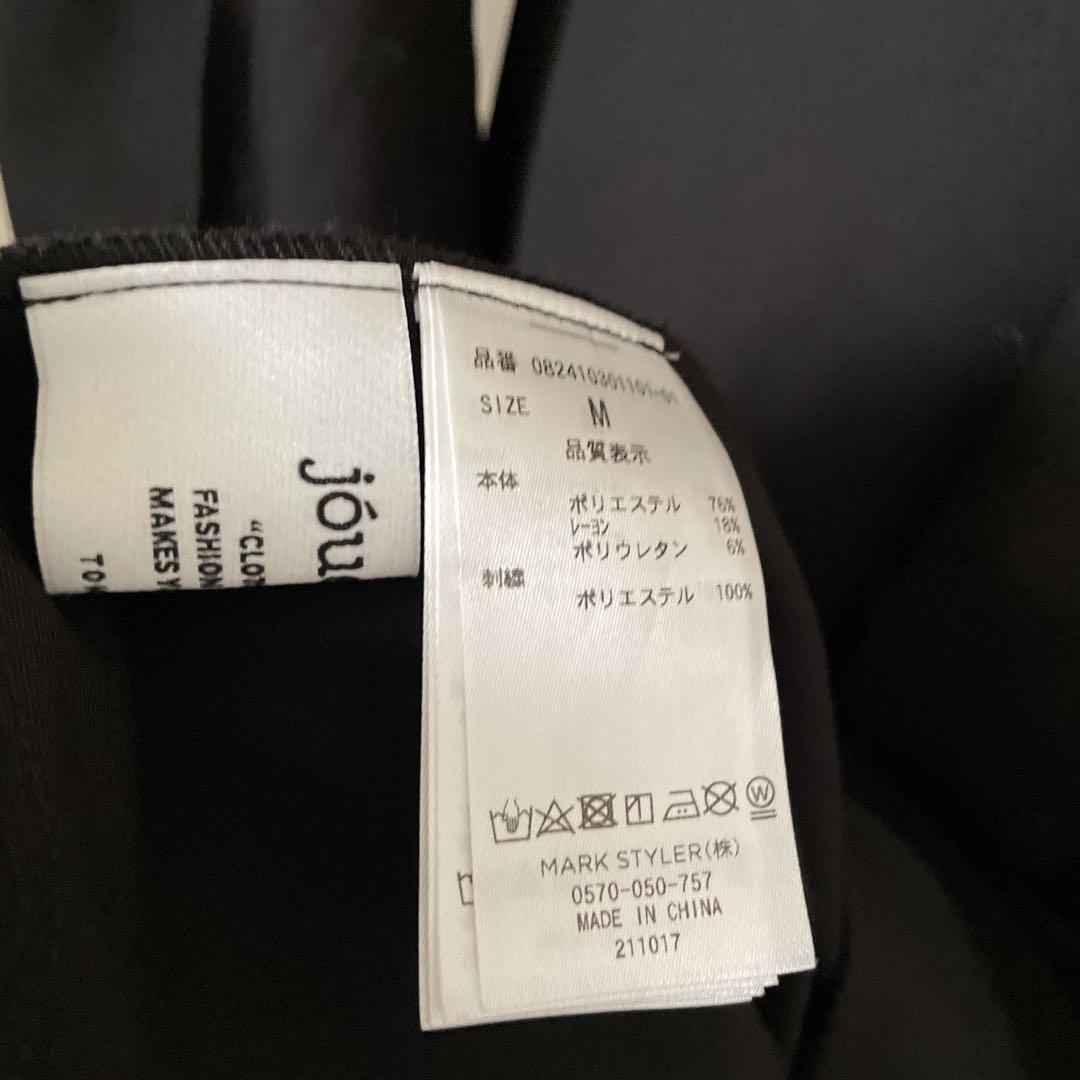 jóu
"CLOT
FASHION
MAKES Y
TO
品番 082410301101-01
SIZE M
品質表示
本体
ポリエステル 76%
レーヨン 18%
ポリウレタン 6%
刺繍
ポリエステル 100%
W
MARK STYLER(株)
0570-050-757
MADE IN CHINA
211017